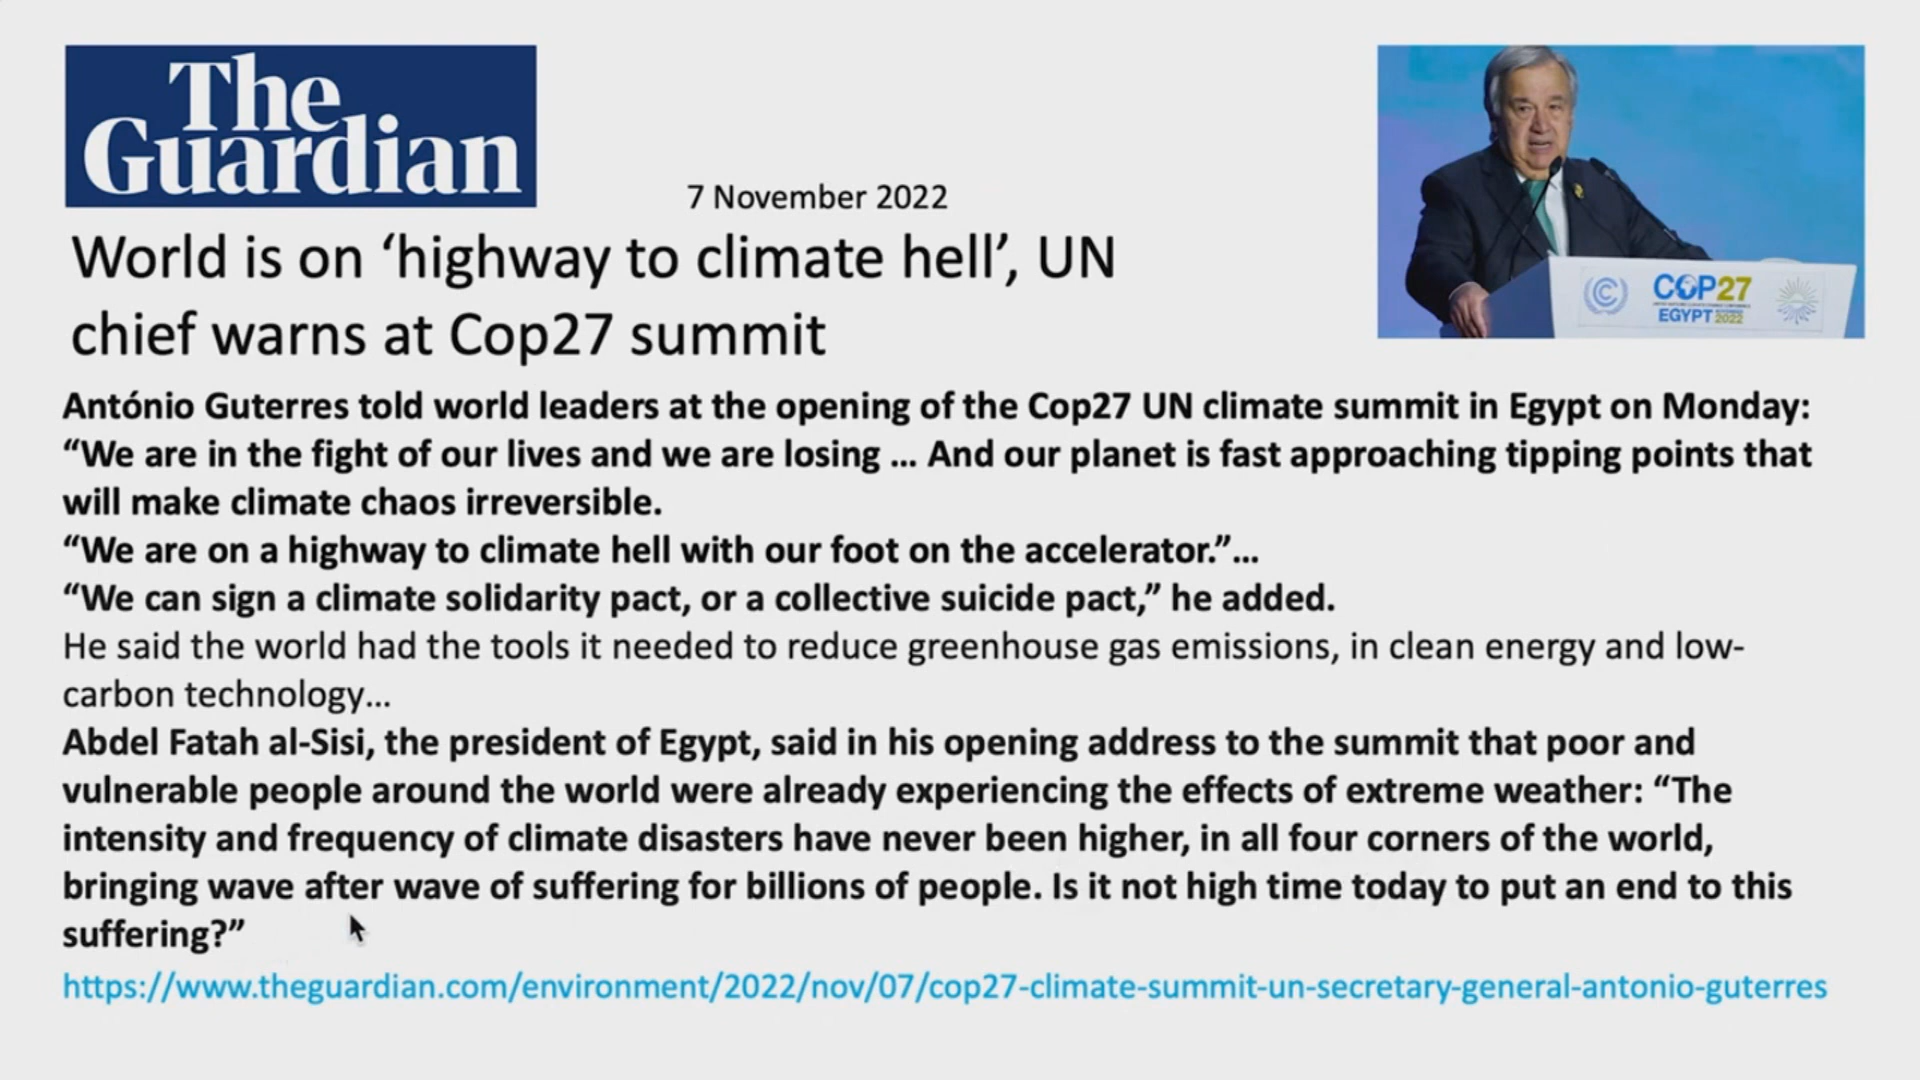 The
Guardian
7 November 2022
World is on ‘highway to climate hell’, UN
chief warns at Cop27 summit
COP27
EGYPT 2022
António Guterres told world leaders at the opening of the Cop27 UN climate summit in Egypt on Monday:
“We are in the fight of our lives and we are losing ... And our planet is fast approaching tipping points that
will make climate chaos irreversible.
“We are on a highway to climate hell with our foot on the accelerator.”...
“We can sign a climate solidarity pact, or a collective suicide pact,” he added.
He said the world had the tools it needed to reduce greenhouse gas emissions, in clean energy and low-
carbon technology...
Abdel Fatah al-Sisi, the president of Egypt, said in his opening address to the summit that poor and
vulnerable people around the world were already experiencing the effects of extreme weather: “The
intensity and frequency of climate disasters have never been higher, in all four corners of the world,
bringing wave after wave of suffering for billions of people. Is it not high time today to put an end to this
suffering?”
https://www.theguardian.com/environment/2022/nov/07/cop27-climate-summit-un-secretary-general-antonio-guterres